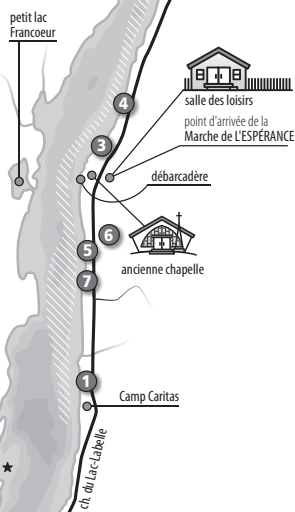 petit lac
Francoeur
4
salle des loisirs
point d'arrivée de la
Marche de L'ESPÉRANCE
3
débarcadère
6
5
ancienne chapelle
7
1
Camp Caritas
ch. du Lac-Labelle